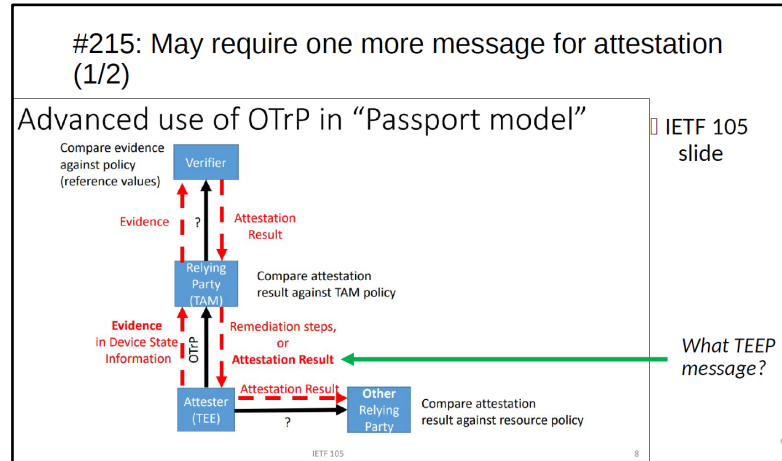 #215: May require one more message for attestation
(1/2)
Advanced use of OTrP in “Passport model”
IETF 105
slide
Compare evidence
against policy
(reference values)
Verifier
Evidence
?
Attestation
Result
Relying
Party
(TAM)
Compare attestation
result against TAM policy
Evidence
in Device State
Information
OTrP
Remediation steps,
or
Attestation Result
What TEEP
message?
Attester
(TEE)
Attestation Result
?
Other
Relying
Party
Compare attestation
result against resource policy
IETF 105
8